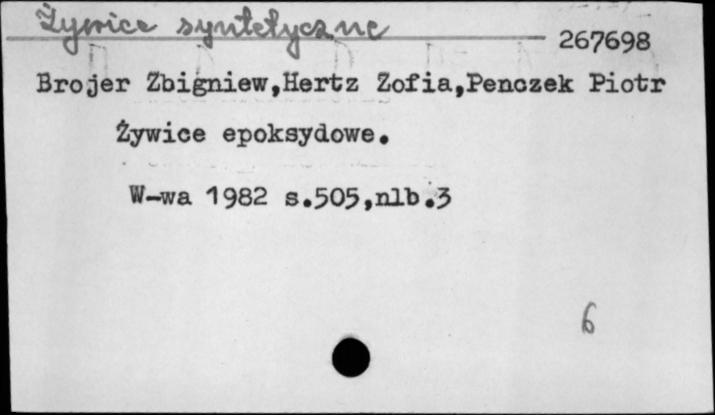 Żywice syntetyczne
267698
Brojer Zbigniew,Hertz Zofia,Penczek Piotr
Żywice epoksydowe.
W-wa 1982 s.505,nlb.3
6